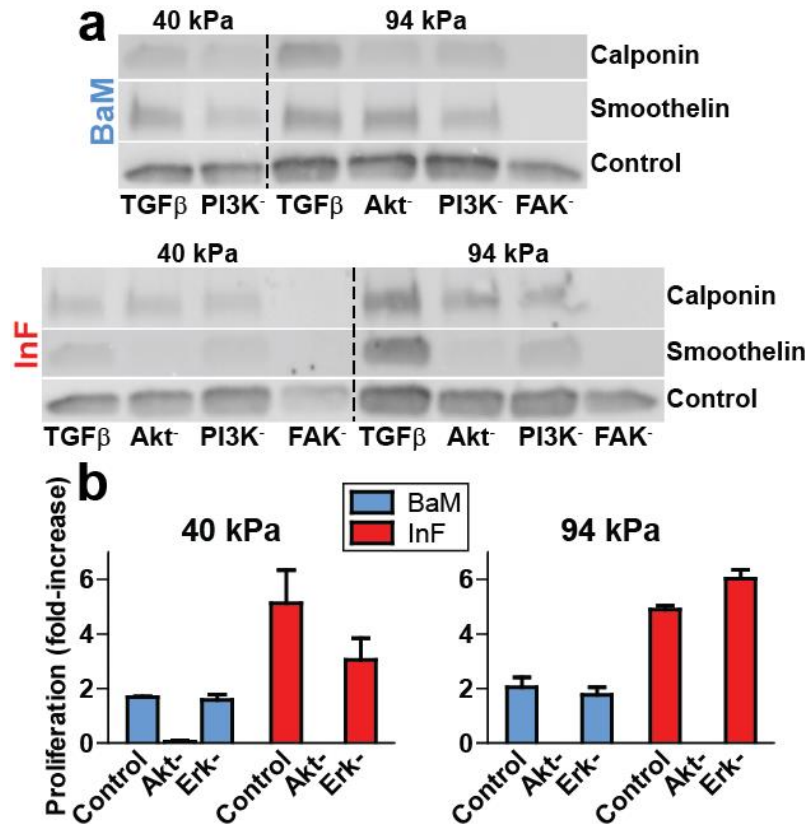 a
40 kPa 94 kPa
BaM
Calponin
Smoothelin
Control
TGFβ PI3K⁻ TGFβ Akt⁻ PI3K⁻ FAK⁻
40 kPa 94 kPa
InF
Calponin
Smoothelin
Control
TGFβ Akt⁻ PI3K⁻ FAK⁻ TGFβ Akt⁻ PI3K⁻ FAK⁻
b
BaM
InF
40 kPa 94 kPa
Proliferation (fold-increase)
6
4
2
0
Control Akt- Erk- Control Akt- Erk-
6
4
2
0
Control Akt- Erk- Control Akt- Erk-